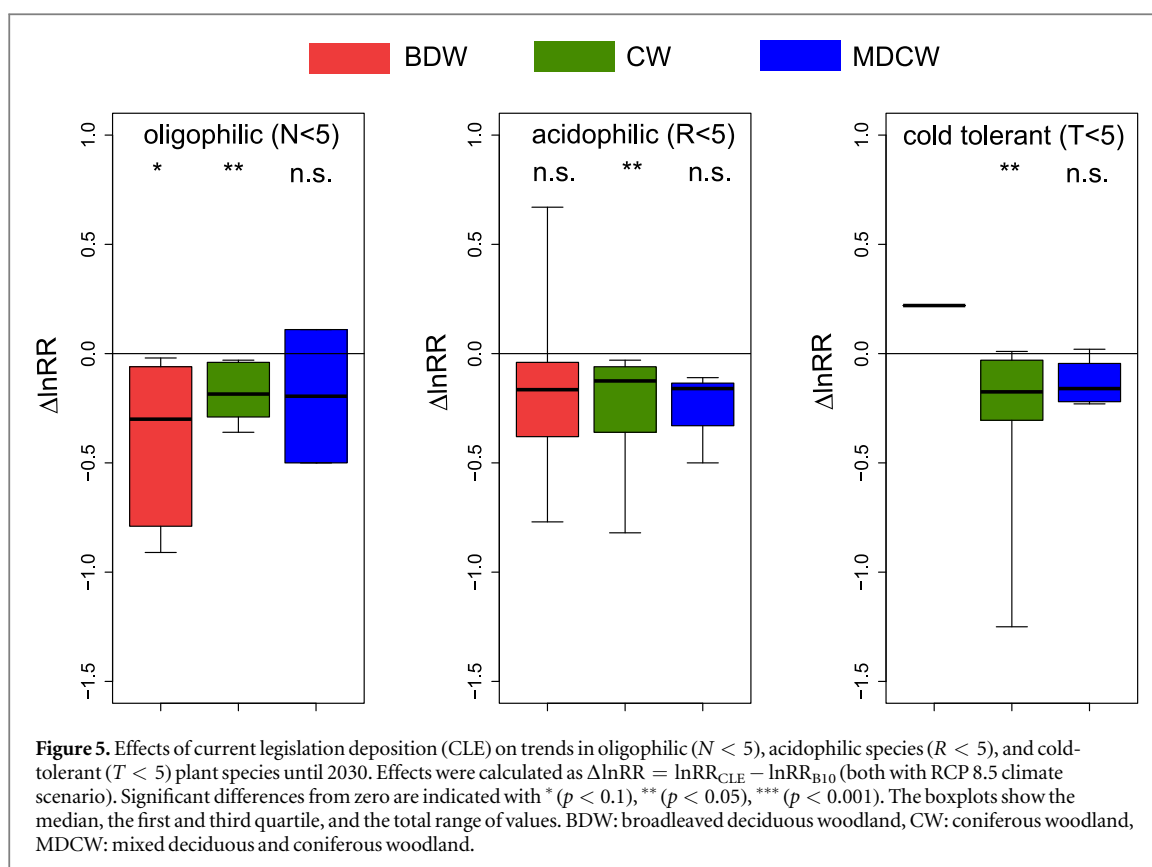 BDW CW MDCW
oligophilic (N<5)
* ** n.s.
ΔlnRR
1.0
0.5
0.0
−0.5
−1.0
−1.5
acidophilic (R<5)
n.s. ** n.s.
ΔlnRR
1.0
0.5
0.0
−0.5
−1.0
−1.5
cold tolerant (T<5)
** n.s.
ΔlnRR
1.0
0.5
0.0
−0.5
−1.0
−1.5
Figure 5. Effects of current legislation deposition (CLE) on trends in oligophilic (N < 5), acidophilic species (R < 5), and cold-
tolerant (T < 5) plant species until 2030. Effects were calculated as ΔlnRR = lnRR_CLE − lnRR_B10 (both with RCP 8.5 climate
scenario). Significant differences from zero are indicated with * (p < 0.1), ** (p < 0.05), *** (p < 0.001). The boxplots show the
median, the first and third quartile, and the total range of values. BDW: broadleaved deciduous woodland, CW: coniferous woodland,
MDCW: mixed deciduous and coniferous woodland.